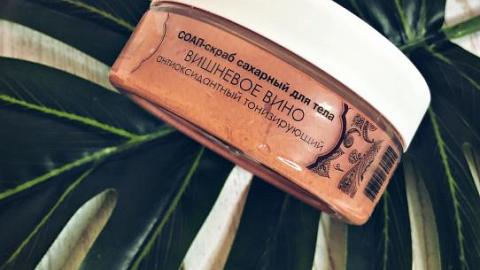 СОАП-скраб сахарный для тела
ВИШНЕВОЕ ВИНО
антиоксидантный тонизирующий